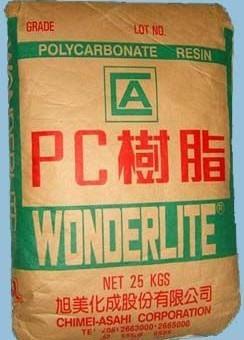 GRADE LOT NO.
POLYCARBONATE RESIN
CA
PC樹脂
WONDERLITE®
NET 25 KGS
旭美化成股份有限公司
CHIMEI-ASAHI CORPORATION
WONDERLITE